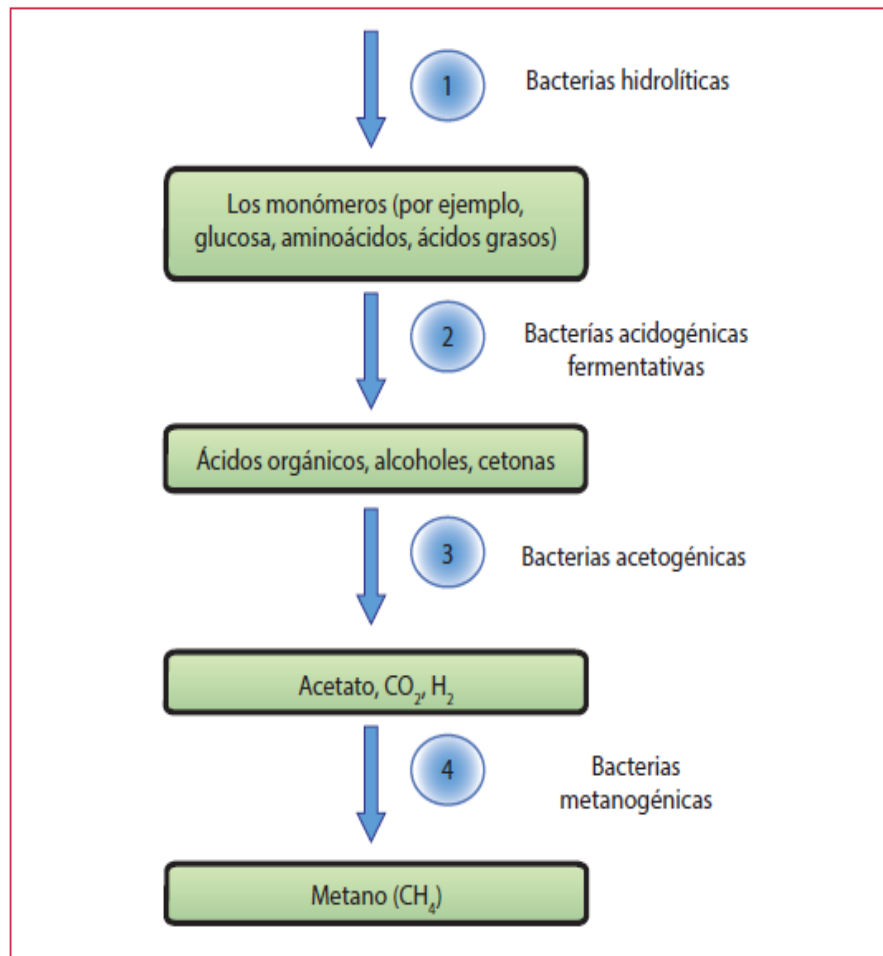 1
Bacterias hidrolíticas
Los monómeros (por ejemplo,
glucosa, aminoácidos, ácidos grasos)
2
Bacterías acidogénicas
fermentativas
Ácidos orgánicos, alcoholes, cetonas
3
Bacterias acetogénicas
Acetato, CO₂, H₂
4
Bacterias
metanogénicas
Metano (CH₄)